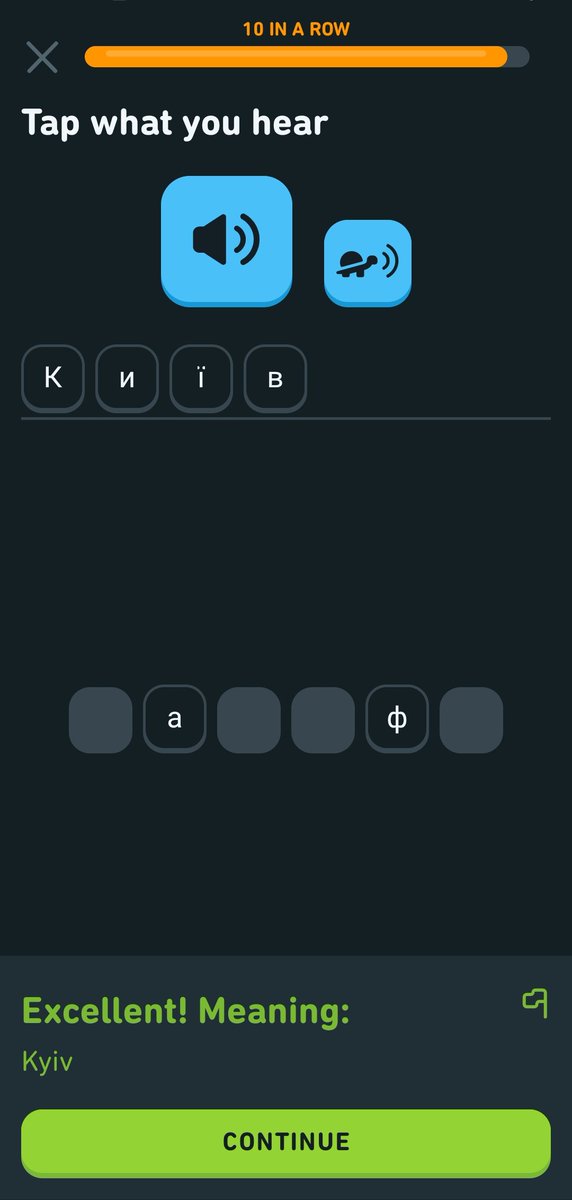 10 IN A ROW
Tap what you hear
К и ї в
а ф
Excellent! Meaning:
Kyiv
CONTINUE